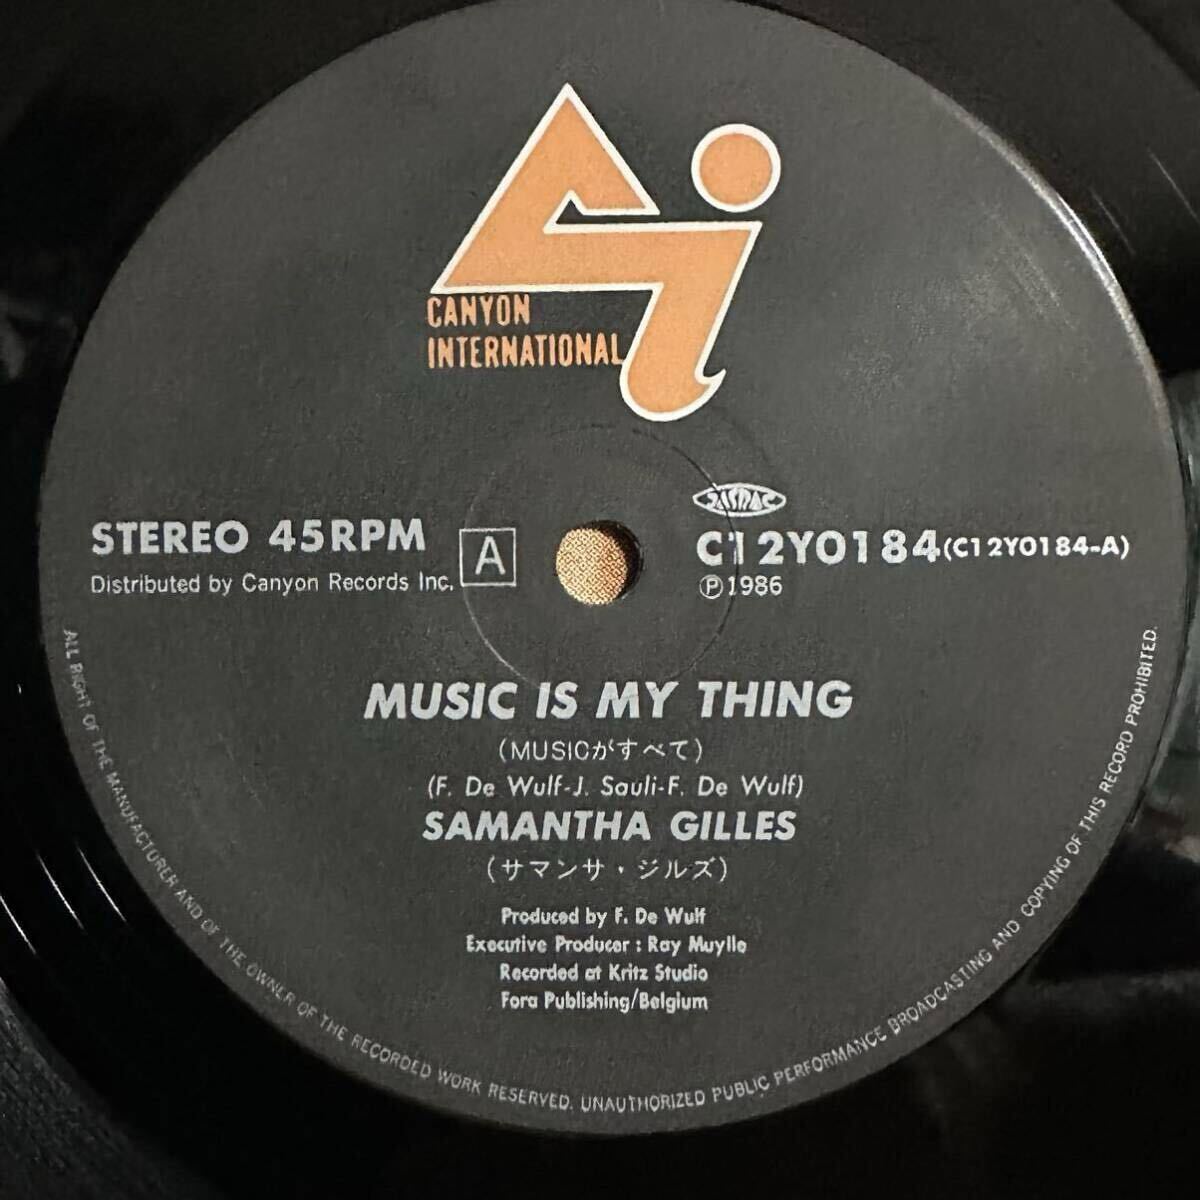 CANYON
INTERNATIONAL
JASRAC
STEREO 45RPM
A
C12Y0184(C12Y0184-A)
Distributed by Canyon Records Inc.
Ⓟ1986
MUSIC IS MY THING
(MUSICがすべて)
(F. De Wulf-J. Sauli-F. De Wulf)
SAMANTHA GILLES
(サマンサ・ジルズ)
Produced by F. De Wulf
Executive Producer : Ray Muylle
Recorded at Kritz Studio
Fora Publishing/Belgium
ALL RIGHT OF THE MANUFACTURER AND OF THE OWNER OF THE RECORDED WORK RESERVED. UNAUTHORIZED PUBLIC PERFORMANCE BROADCASTING AND COPYING OF THIS RECORD PROHIBITED.